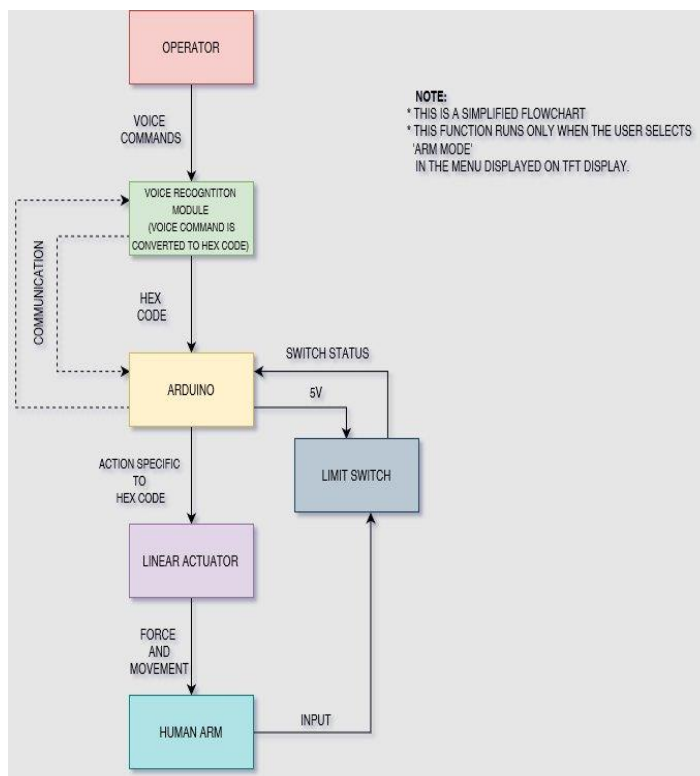 OPERATOR
NOTE:
* THIS IS A SIMPLIFIED FLOWCHART
* THIS FUNCTION RUNS ONLY WHEN THE USER SELECTS
'ARM MODE'
IN THE MENU DISPLAYED ON TFT DISPLAY.
VOICE
COMMANDS
VOICE RECOGNTITON
MODULE
(VOICE COMMAND IS
CONVERTED TO HEX CODE)
COMMUNICATION
HEX
CODE
SWITCH STATUS
ARDUINO
5V
LIMIT SWITCH
ACTION SPECIFIC
TO
HEX CODE
LINEAR ACTUATOR
FORCE
AND
MOVEMENT
HUMAN ARM
INPUT